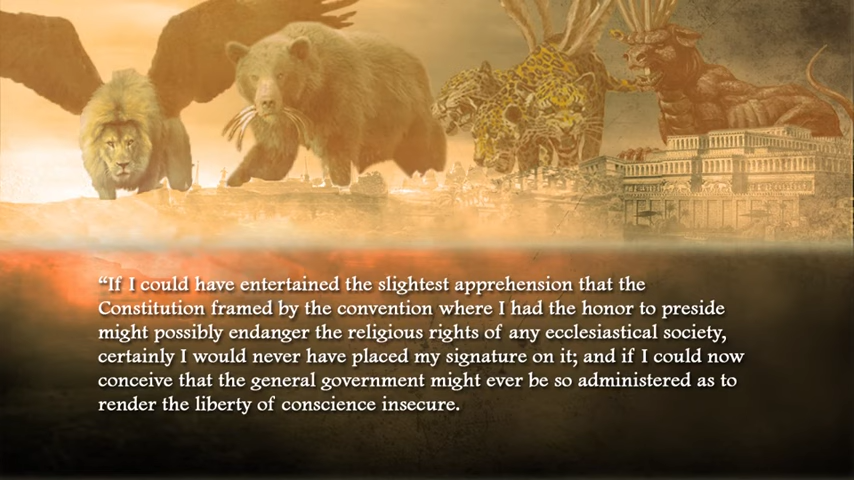 “If I could have entertained the slightest apprehension that the
Constitution framed by the convention where I had the honor to preside
might possibly endanger the religious rights of any ecclesiastical society,
certainly I would never have placed my signature on it; and if I could now
conceive that the general government might ever be so administered as to
render the liberty of conscience insecure.